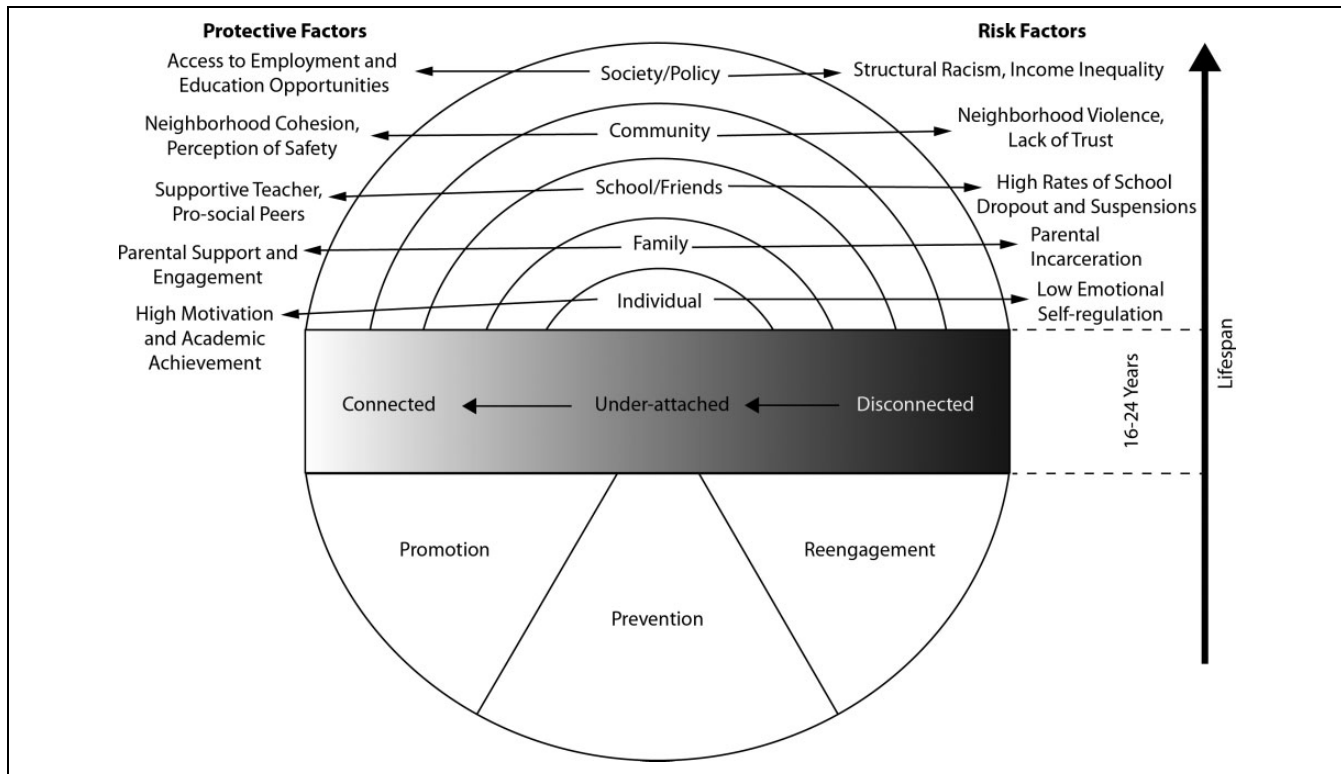 Protective Factors
Risk Factors
Access to Employment and
Education Opportunities
Society/Policy
Structural Racism, Income Inequality
Neighborhood Cohesion,
Perception of Safety
Community
Neighborhood Violence,
Lack of Trust
Supportive Teacher,
Pro-social Peers
School/Friends
High Rates of School
Dropout and Suspensions
Parental Support and
Engagement
Family
Parental
Incarceration
High Motivation
and Academic
Achievement
Individual
Low Emotional
Self-regulation
Connected
Under-attached
Disconnected
16-24 Years
Lifespan
Promotion
Prevention
Reengagement